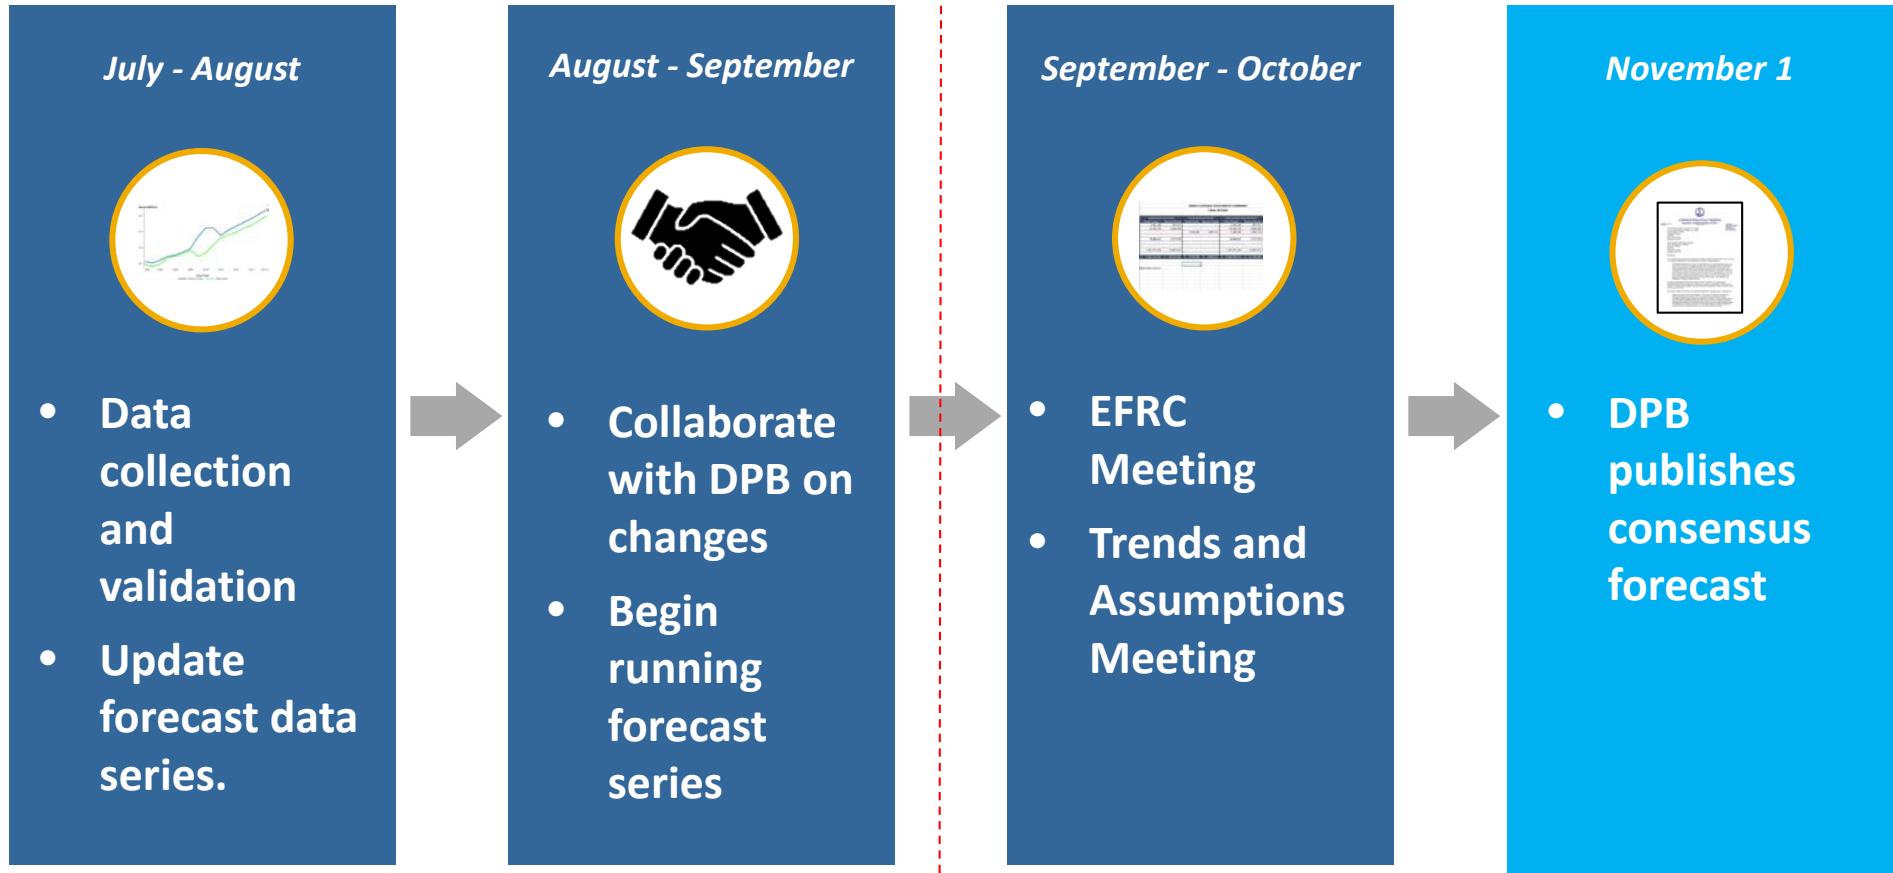 July - August
• Data
collection
and
validation
• Update
forecast data
series.
August - September
• Collaborate
with DPB on
changes
• Begin
running
forecast
series
September - October
• EFRC
Meeting
• Trends and
Assumptions
Meeting
November 1
• DPB
publishes
consensus
forecast